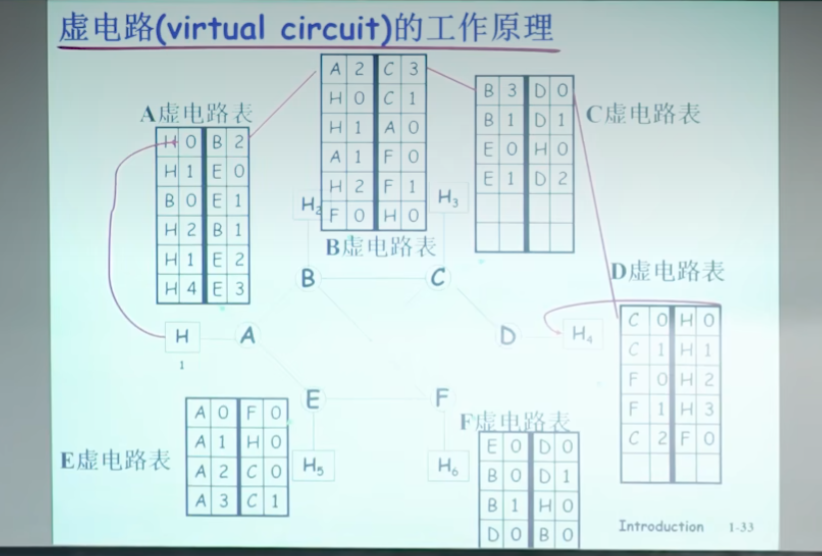 虚电路(virtual circuit)的工作原理
A虚电路表
H 0 B 2
H 1 E 0
B 0 E 1
H 2 B 1
H 1 E 2
H 4 E 3
A 2 C 3
H 0 C 1
H 1 A 0
A 1 F 0
H 2 F 1
F 0 H 0
B虚电路表
B 3 D 0
B 1 D 1
E 0 H 0
E 1 D 2
C虚电路表
H2
H3
B
C
D虚电路表
C 0 H 0
C 1 H 1
F 0 H 2
F 1 H 3
C 2 F 0
H
1
A
D
H4
E
F
E虚电路表
A 0 F 0
A 1 H 0
A 2 C 0
A 3 C 1
H5
H6
F虚电路表
E 0 D 0
B 0 D 1
B 1 H 0
D 0 B 0
Introduction 1-33